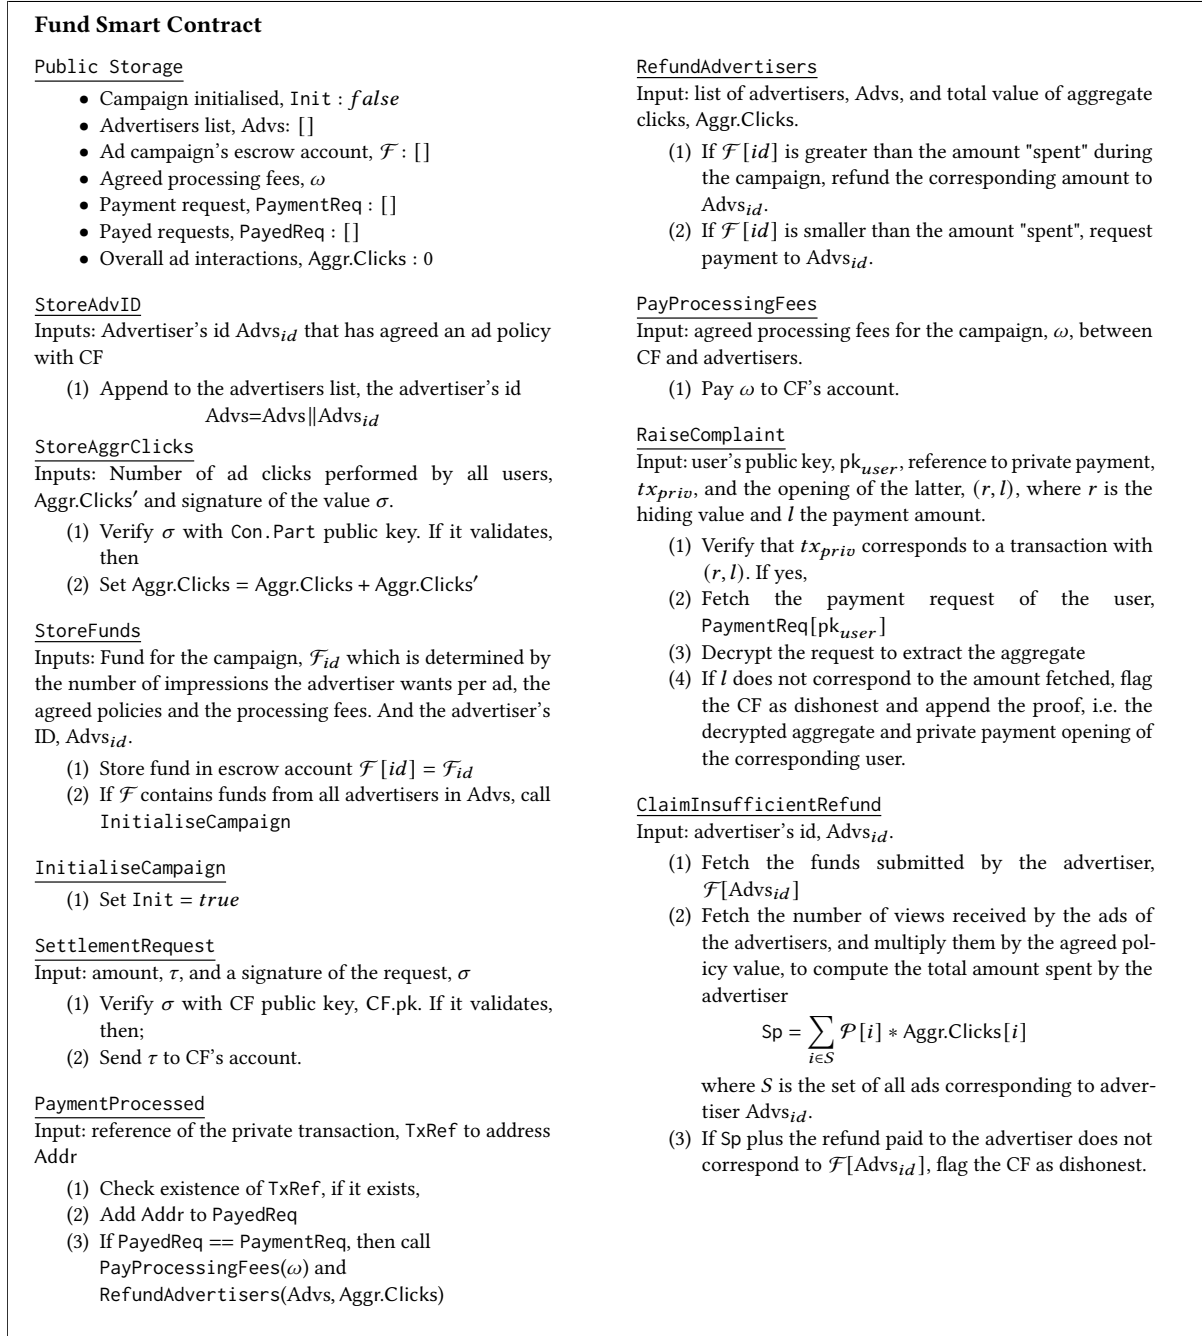 Fund Smart Contract
Public Storage
• Campaign initialised, Init : false
• Advertisers list, Advs: []
• Ad campaign's escrow account, ℱ : []
• Agreed processing fees, ω
• Payment request, PaymentReq : []
• Payed requests, PayedReq : []
• Overall ad interactions, Aggr.Clicks : 0
StoreAdvID
Inputs: Advertiser's id Advs_id that has agreed an ad policy
with CF
(1) Append to the advertisers list, the advertiser's id
Advs=Advs||Advs_id
StoreAggrClicks
Inputs: Number of ad clicks performed by all users,
Aggr.Clicks′ and signature of the value σ.
(1) Verify σ with Con.Part public key. If it validates,
then
(2) Set Aggr.Clicks = Aggr.Clicks + Aggr.Clicks′
StoreFunds
Inputs: Fund for the campaign, ℱ_id which is determined by
the number of impressions the advertiser wants per ad, the
agreed policies and the processing fees. And the advertiser's
ID, Advs_id.
(1) Store fund in escrow account ℱ[id] = ℱ_id
(2) If ℱ contains funds from all advertisers in Advs, call
InitialiseCampaign
InitialiseCampaign
(1) Set Init = true
SettlementRequest
Input: amount, τ, and a signature of the request, σ
(1) Verify σ with CF public key, CF.pk. If it validates,
then;
(2) Send τ to CF's account.
PaymentProcessed
Input: reference of the private transaction, TxRef to address
Addr
(1) Check existence of TxRef, if it exists,
(2) Add Addr to PayedReq
(3) If PayedReq == PaymentReq, then call
PayProcessingFees(ω) and
RefundAdvertisers(Advs, Aggr.Clicks)
RefundAdvertisers
Input: list of advertisers, Advs, and total value of aggregate
clicks, Aggr.Clicks.
(1) If ℱ[id] is greater than the amount "spent" during
the campaign, refund the corresponding amount to
Advs_id.
(2) If ℱ[id] is smaller than the amount "spent", request
payment to Advs_id.
PayProcessingFees
Input: agreed processing fees for the campaign, ω, between
CF and advertisers.
(1) Pay ω to CF's account.
RaiseComplaint
Input: user's public key, pk_user, reference to private payment,
tx_priv, and the opening of the latter, (r, l), where r is the
hiding value and l the payment amount.
(1) Verify that tx_priv corresponds to a transaction with
(r, l). If yes,
(2) Fetch the payment request of the user,
PaymentReq[pk_user]
(3) Decrypt the request to extract the aggregate
(4) If l does not correspond to the amount fetched, flag
the CF as dishonest and append the proof, i.e. the
decrypted aggregate and private payment opening of
the corresponding user.
ClaimInsufficientRefund
Input: advertiser's id, Advs_id.
(1) Fetch the funds submitted by the advertiser,
ℱ[Advs_id]
(2) Fetch the number of views received by the ads of
the advertisers, and multiply them by the agreed pol-
icy value, to compute the total amount spent by the
advertiser
Sp = ∑_{i∈S} 𝒫[i] * Aggr.Clicks[i]
where S is the set of all ads corresponding to adver-
tiser Advs_id.
(3) If Sp plus the refund paid to the advertiser does not
correspond to ℱ[Advs_id], flag the CF as dishonest.